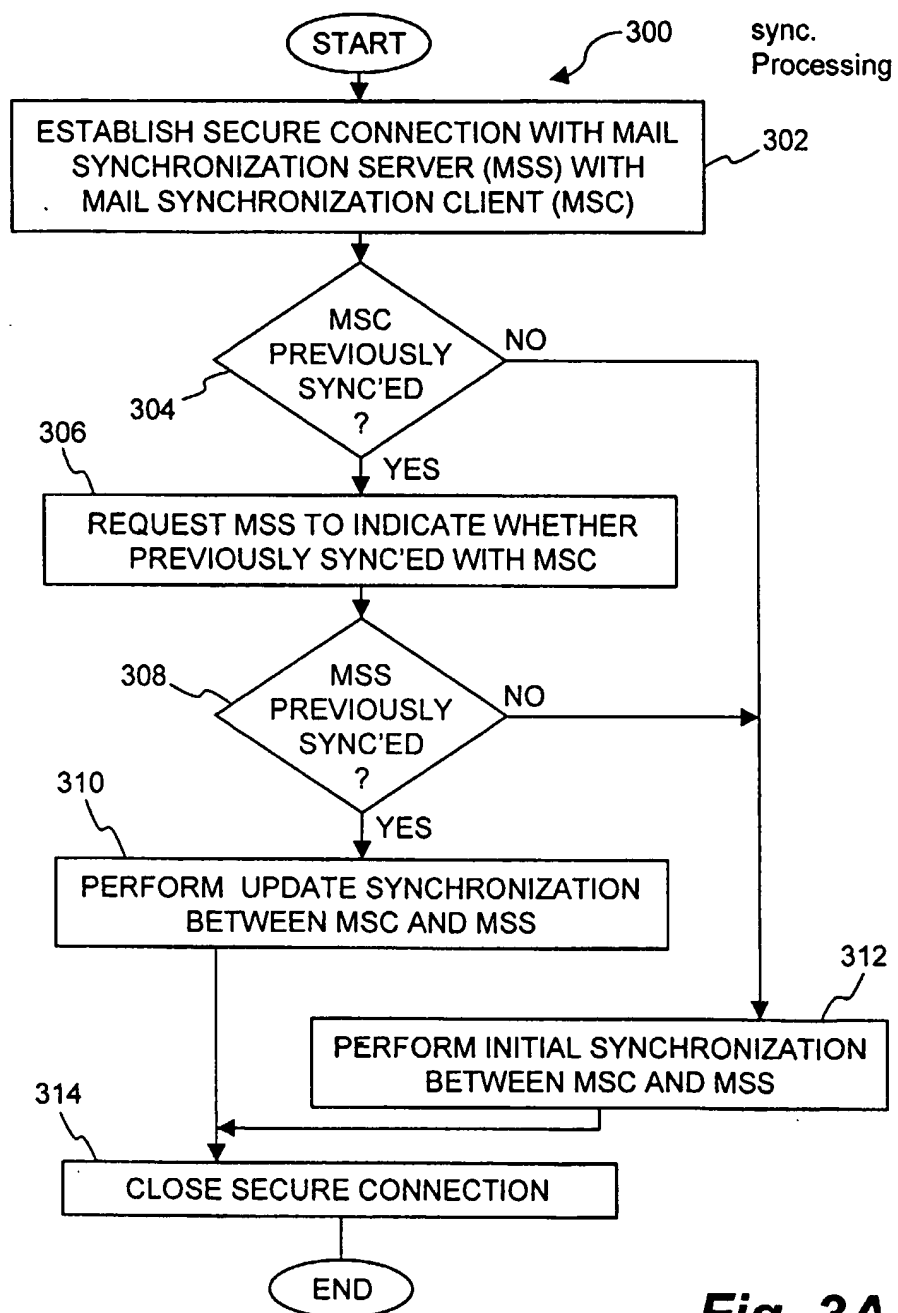 START
300
sync.
Processing
ESTABLISH SECURE CONNECTION WITH MAIL
SYNCHRONIZATION SERVER (MSS) WITH
MAIL SYNCHRONIZATION CLIENT (MSC)
302
MSC
PREVIOUSLY
SYNC'ED
?
NO
304
YES
306
REQUEST MSS TO INDICATE WHETHER
PREVIOUSLY SYNC'ED WITH MSC
308
MSS
PREVIOUSLY
SYNC'ED
?
NO
YES
310
PERFORM UPDATE SYNCHRONIZATION
BETWEEN MSC AND MSS
312
PERFORM INITIAL SYNCHRONIZATION
BETWEEN MSC AND MSS
314
CLOSE SECURE CONNECTION
END
Fig. 3A